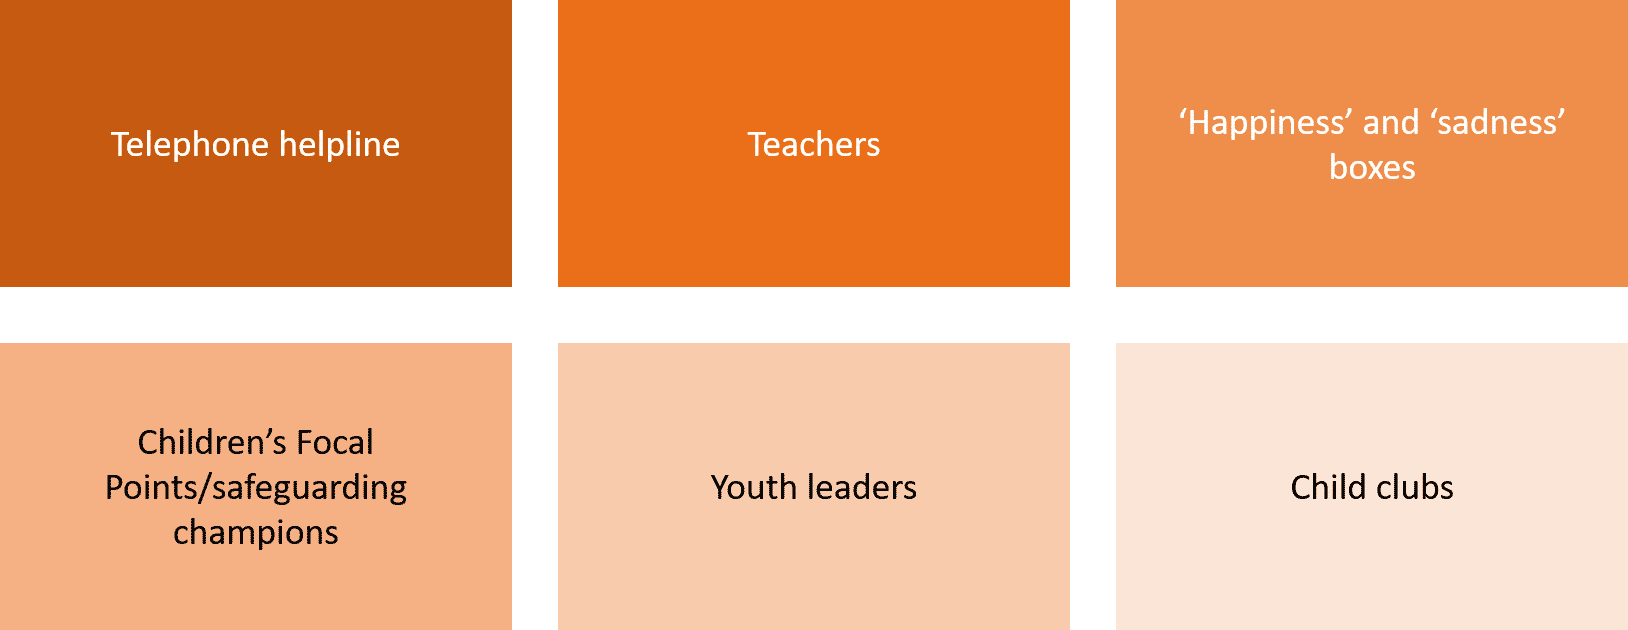 Telephone helpline
Teachers
‘Happiness’ and ‘sadness’
boxes
Children’s Focal
Points/safeguarding
champions
Youth leaders
Child clubs